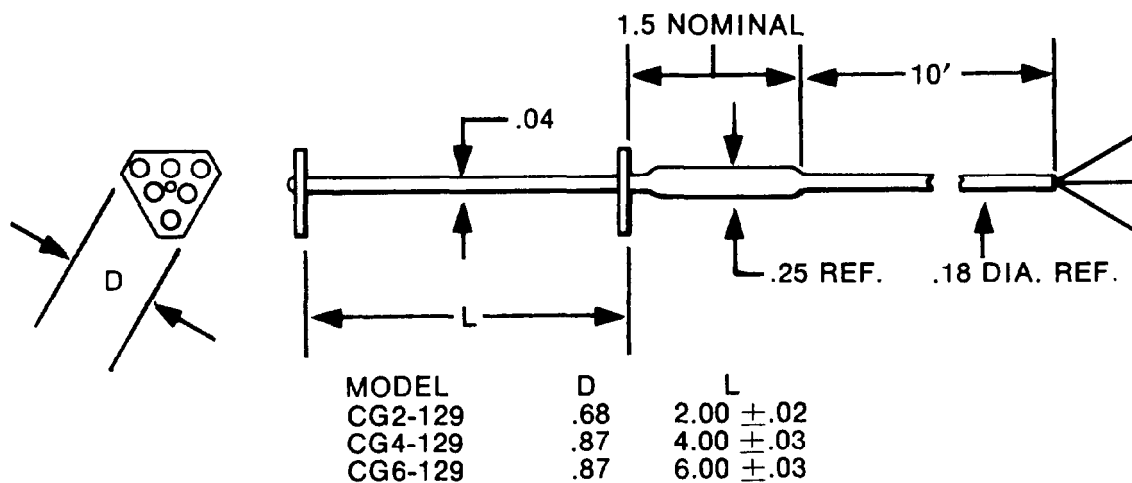 1.5 NOMINAL
10'
.04
D
L
.25 REF.
.18 DIA. REF.
MODEL D L
CG2-129 .68 2.00 ±.02
CG4-129 .87 4.00 ±.03
CG6-129 .87 6.00 ±.03